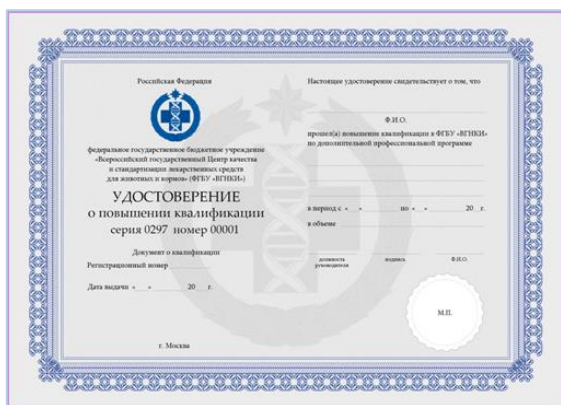 Российская Федерация
федеральное государственное бюджетное учреждение
«Всероссийский государственный Центр качества
и стандартизации лекарственных средств
для животных и кормов» (ФГБУ «ВГНКИ»)
УДОСТОВЕРЕНИЕ
о повышении квалификации
серия 0297 номер 00001
Документ о квалификации
Регистрационный номер
Дата выдачи « » 20 г.
г. Москва
Настоящее удостоверение свидетельствует о том, что
Ф.И.О.
прошел(а) повышение квалификации в ФГБУ «ВГНКИ»
по дополнительной профессиональной программе
в период с « » по « » 20 г.
в объеме
должность руководителя подпись Ф.И.О.
М.П.